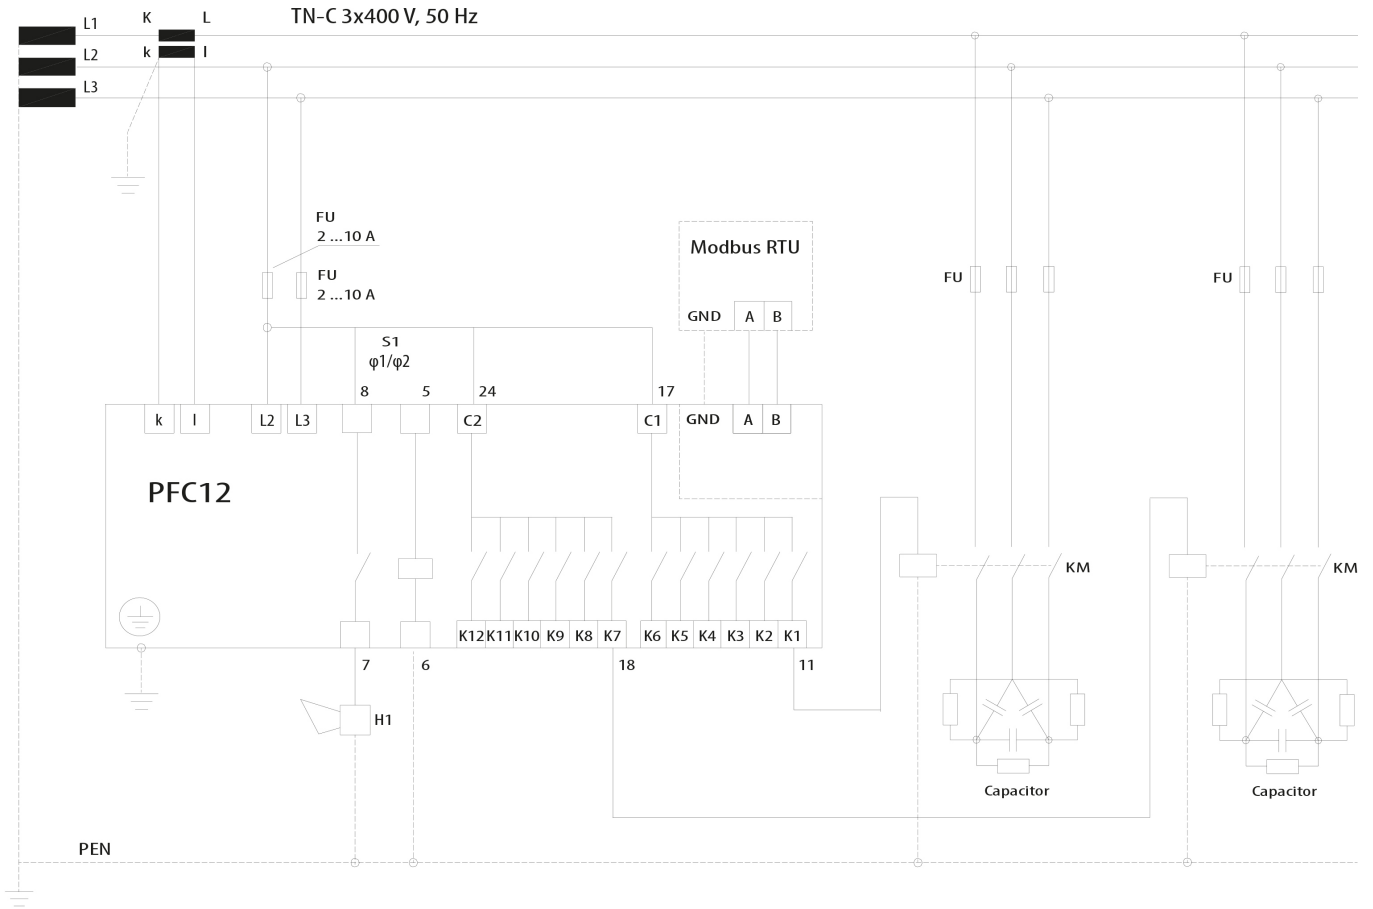 TN-C 3x400 V, 50 Hz
L1
K
L
L2
k
l
L3
FU
2 ...10 A
FU
2 ...10 A
Modbus RTU
GND
A
B
FU
FU
S1
φ1/φ2
8
5
24
17
k
l
L2
L3
C2
C1
GND
A
B
PFC12
KM
KM
K12
K11
K10
K9
K8
K7
K6
K5
K4
K3
K2
K1
7
6
18
11
H1
Capacitor
Capacitor
PEN